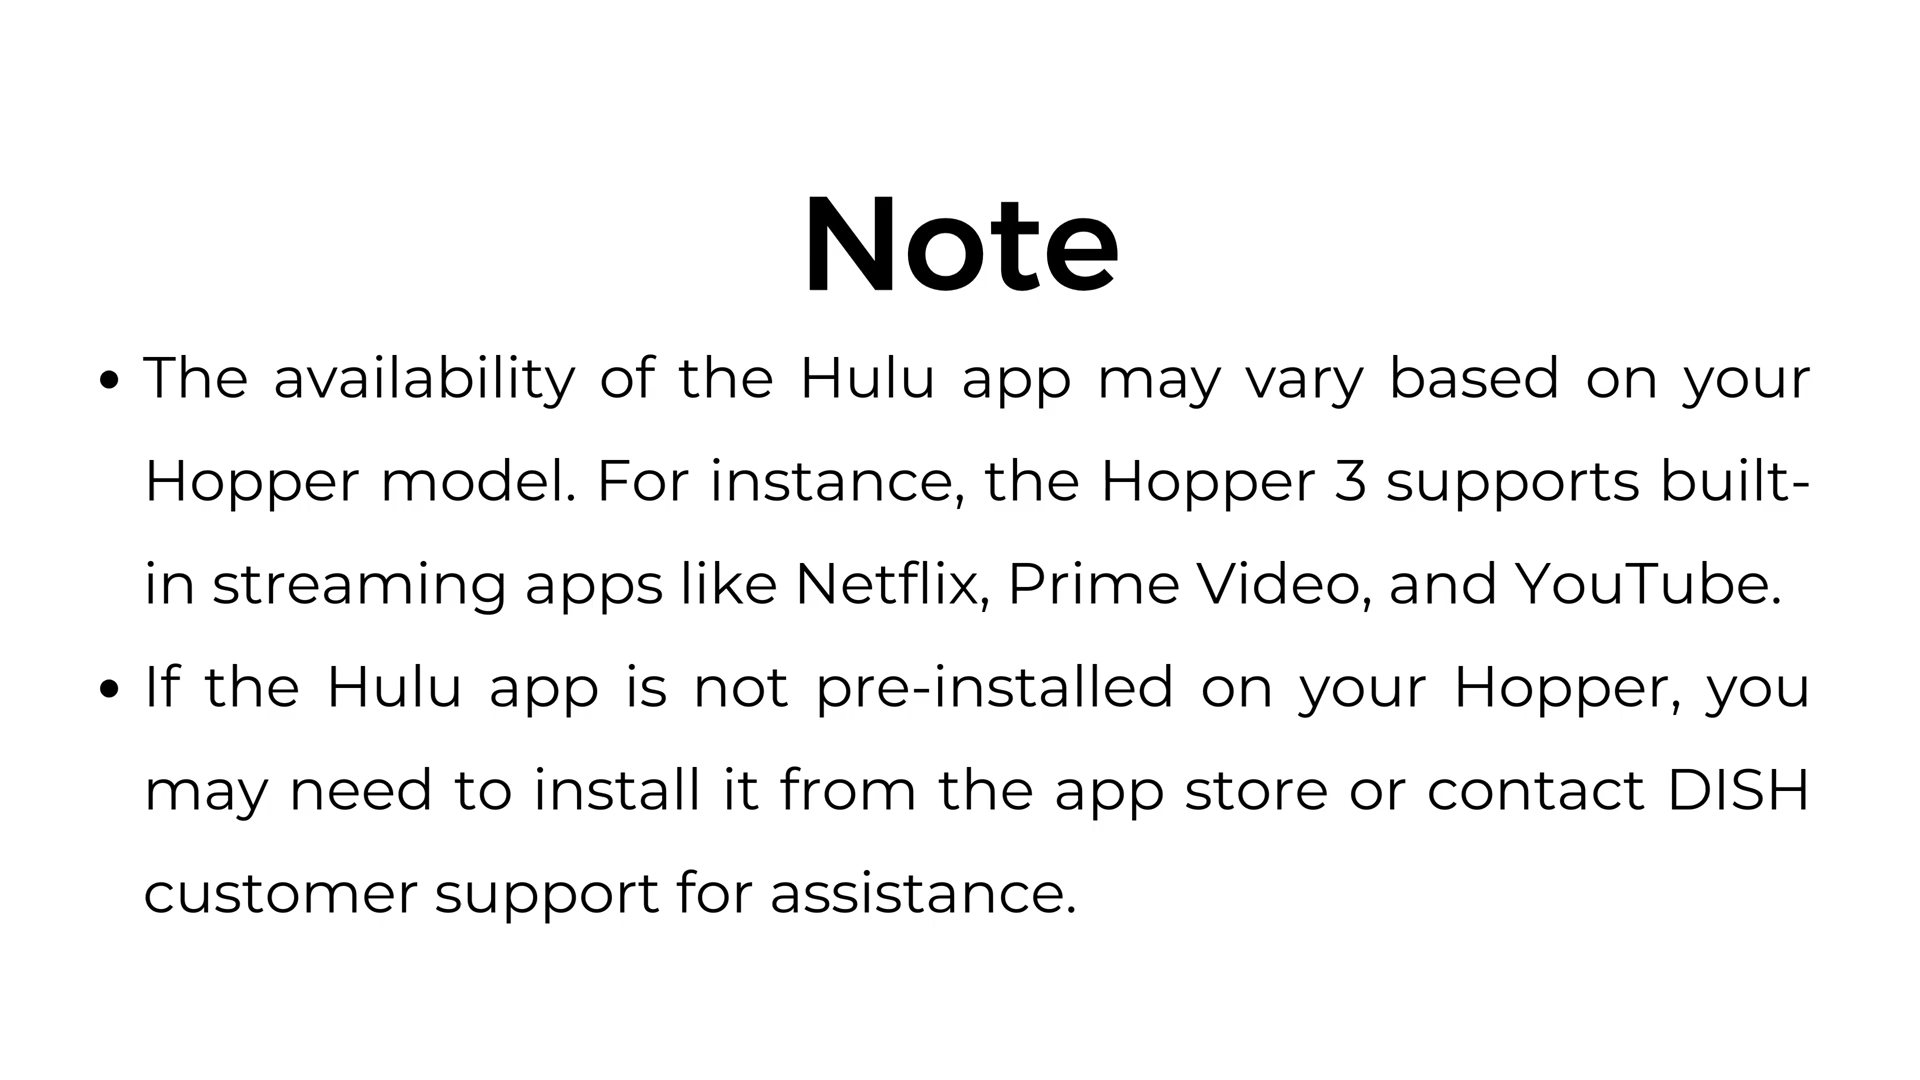 Note
• The availability of the Hulu app may vary based on your
Hopper model. For instance, the Hopper 3 supports built-
in streaming apps like Netflix, Prime Video, and YouTube.
• If the Hulu app is not pre-installed on your Hopper, you
may need to install it from the app store or contact DISH
customer support for assistance.